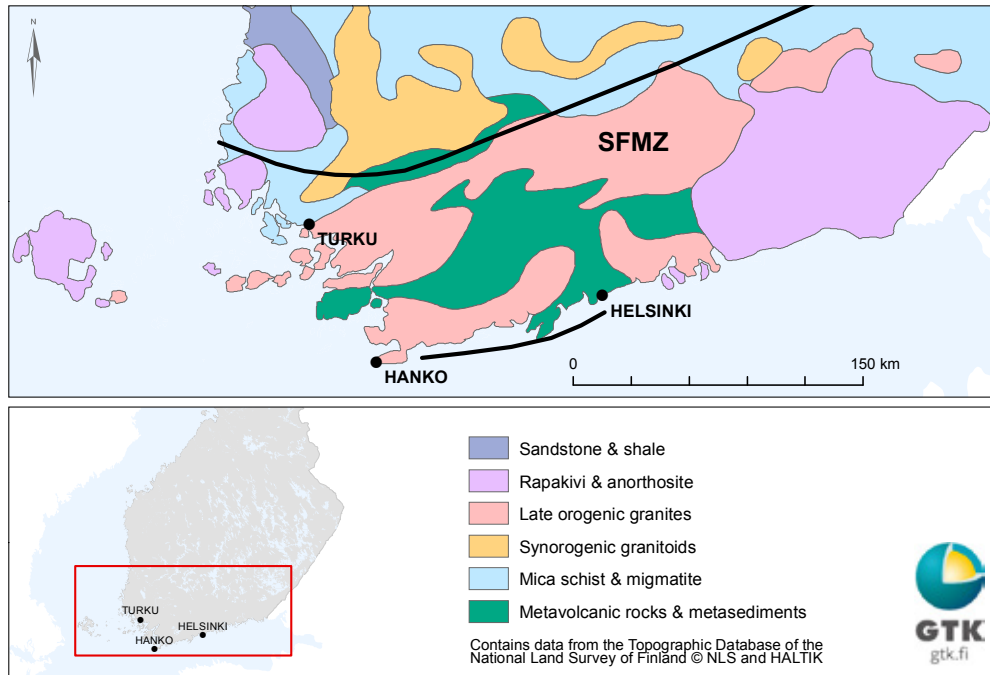 N
SFMZ
TURKU
HELSINKI
HANKO
0
150 km
TURKU
HELSINKI
HANKO
Sandstone & shale
Rapakivi & anorthosite
Late orogenic granites
Synorogenic granitoids
Mica schist & migmatite
Metavolcanic rocks & metasediments
Contains data from the Topographic Database of the
National Land Survey of Finland © NLS and HALTIK
GTK
gtk.fi